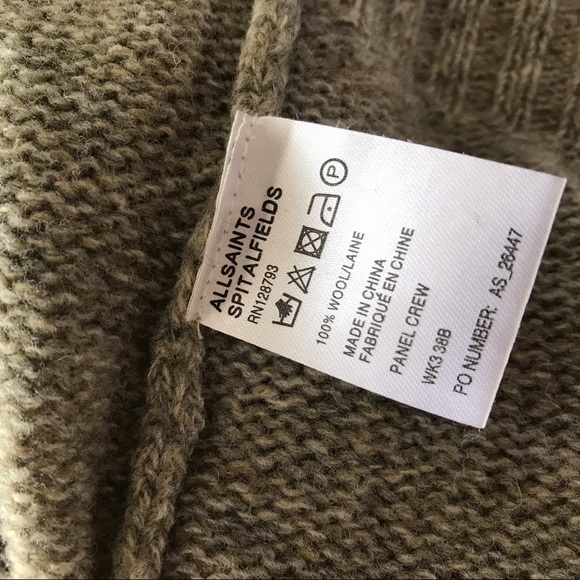 ALLSAINTS
SPITALFIELDS
RN128793
P
100% WOOL/LAINE
MADE IN CHINA
FABRIQUÉ EN CHINE
PANEL CREW
WK3 38B
PO NUMBER: AS_26447